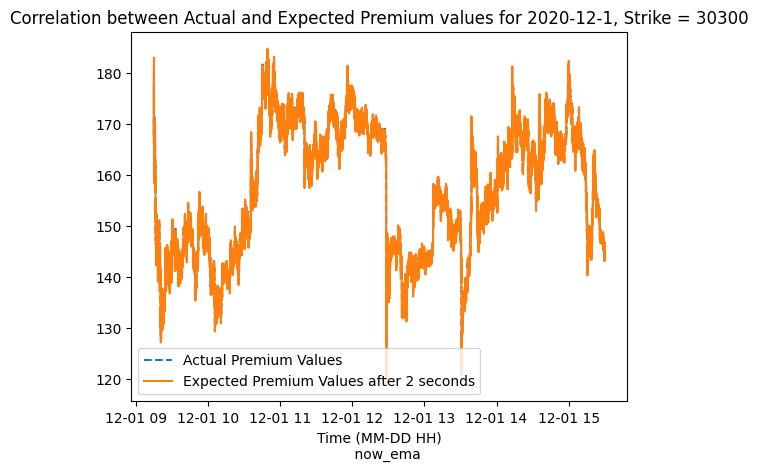 Correlation between Actual and Expected Premium values for 2020-12-1, Strike = 30300
180
170
160
150
140
130
120
Actual Premium Values
Expected Premium Values after 2 seconds
12-01 09 12-01 10 12-01 11 12-01 12 12-01 13 12-01 14 12-01 15
Time (MM-DD HH)
now_ema